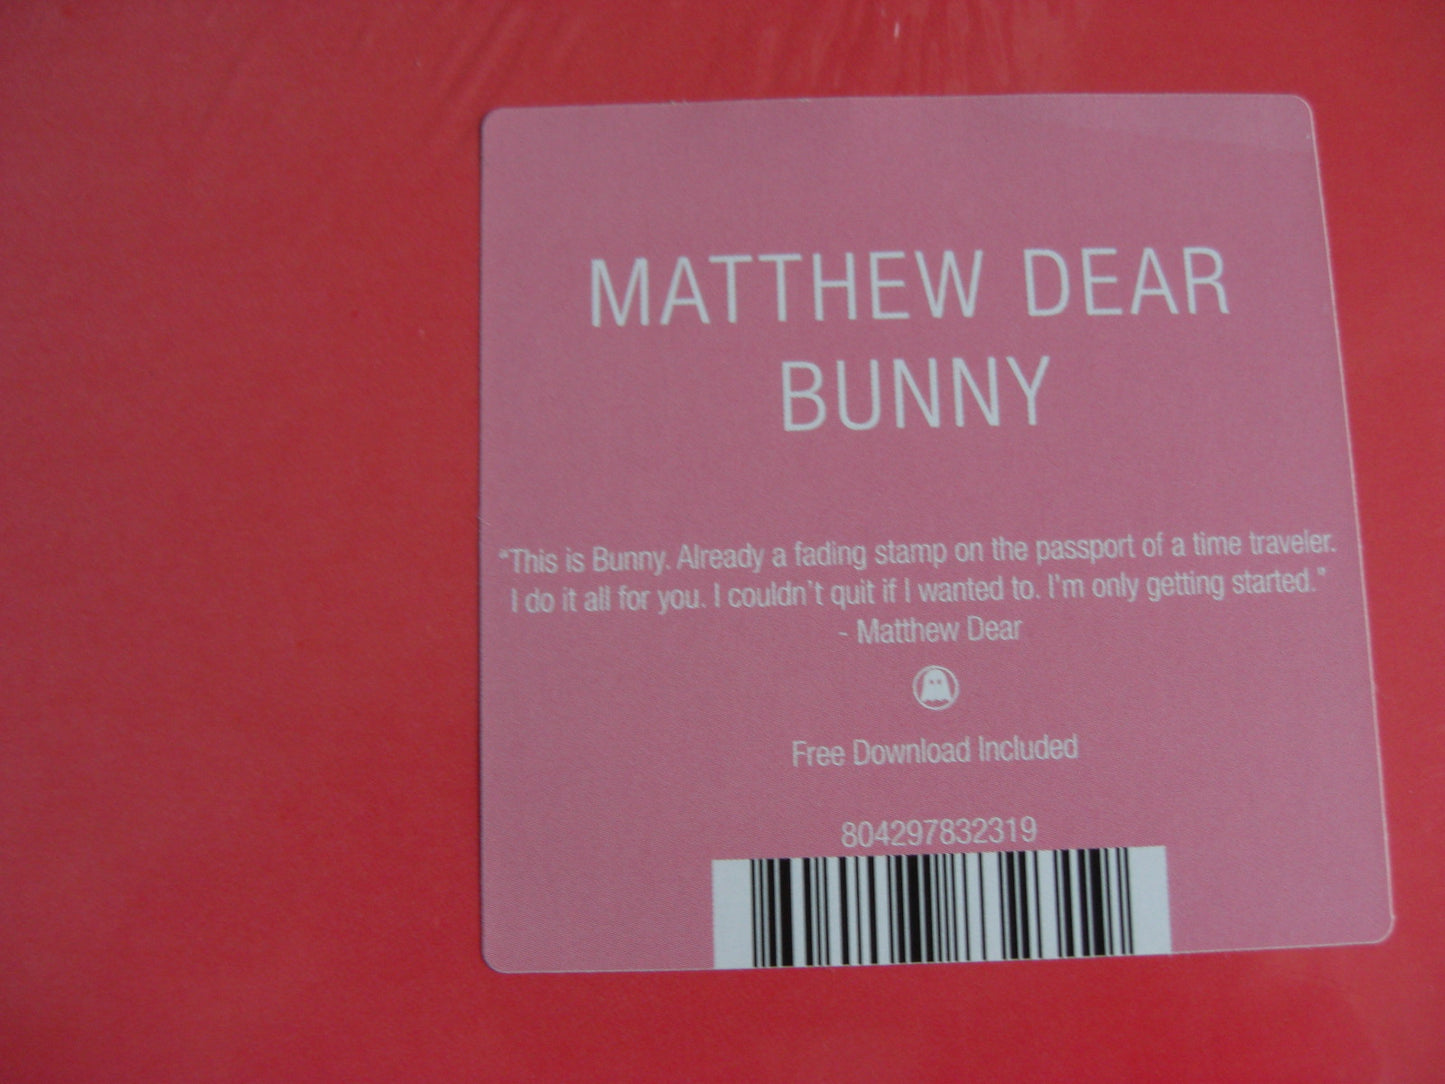 MATTHEW DEAR
BUNNY
"This is Bunny. Already a fading stamp on the passport of a time traveler.
I do it all for you. I couldn't quit if I wanted to. I'm only getting started."
- Matthew Dear
Free Download Included
804297832319